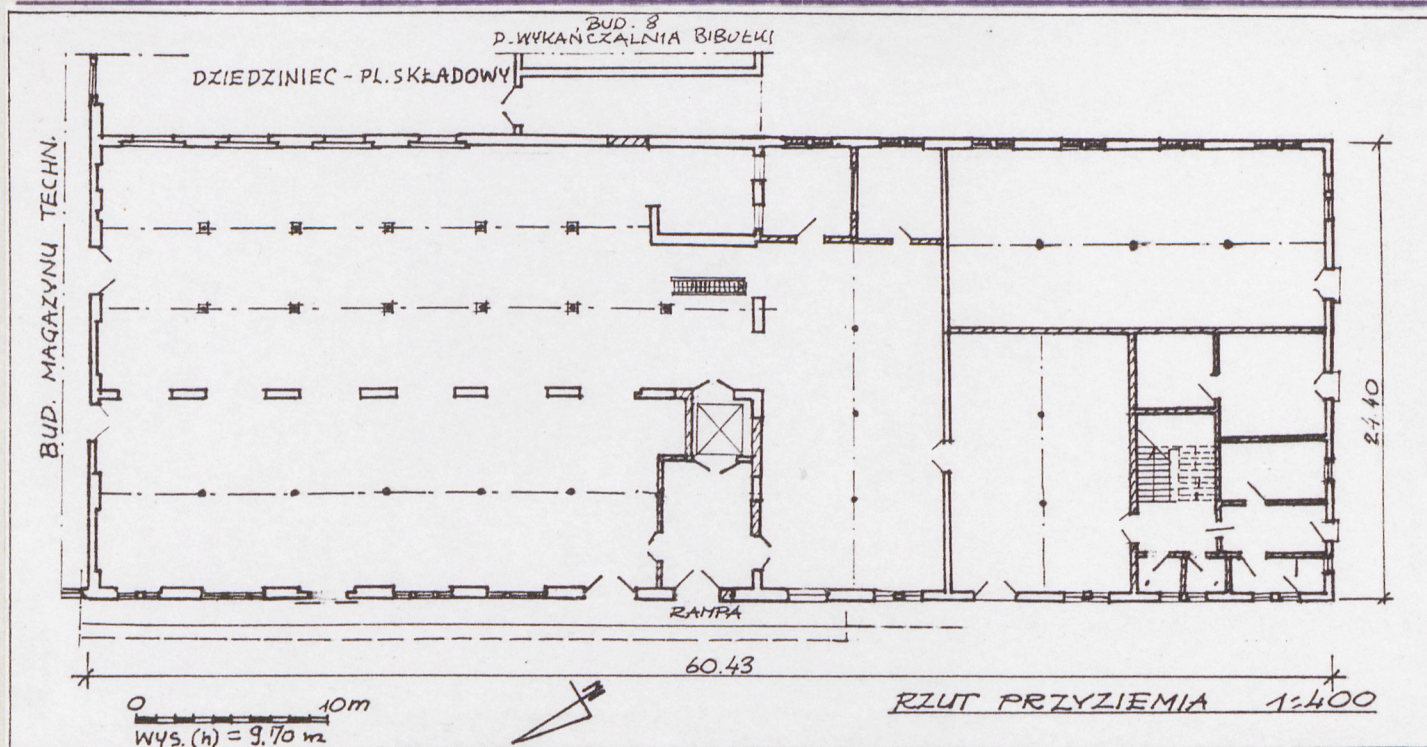 BUD. 8
D. WYKAŃCZALNIA BIBUŁKI
DZIEDZINIEC - PL. SKŁADOWY
BUD. MAGAZYNU TECHN.
21.40
RAMPA
60.43
RZUT PRZYZIEMIA 1:400
0 10m
WYS. (h) = 9.70 m
N